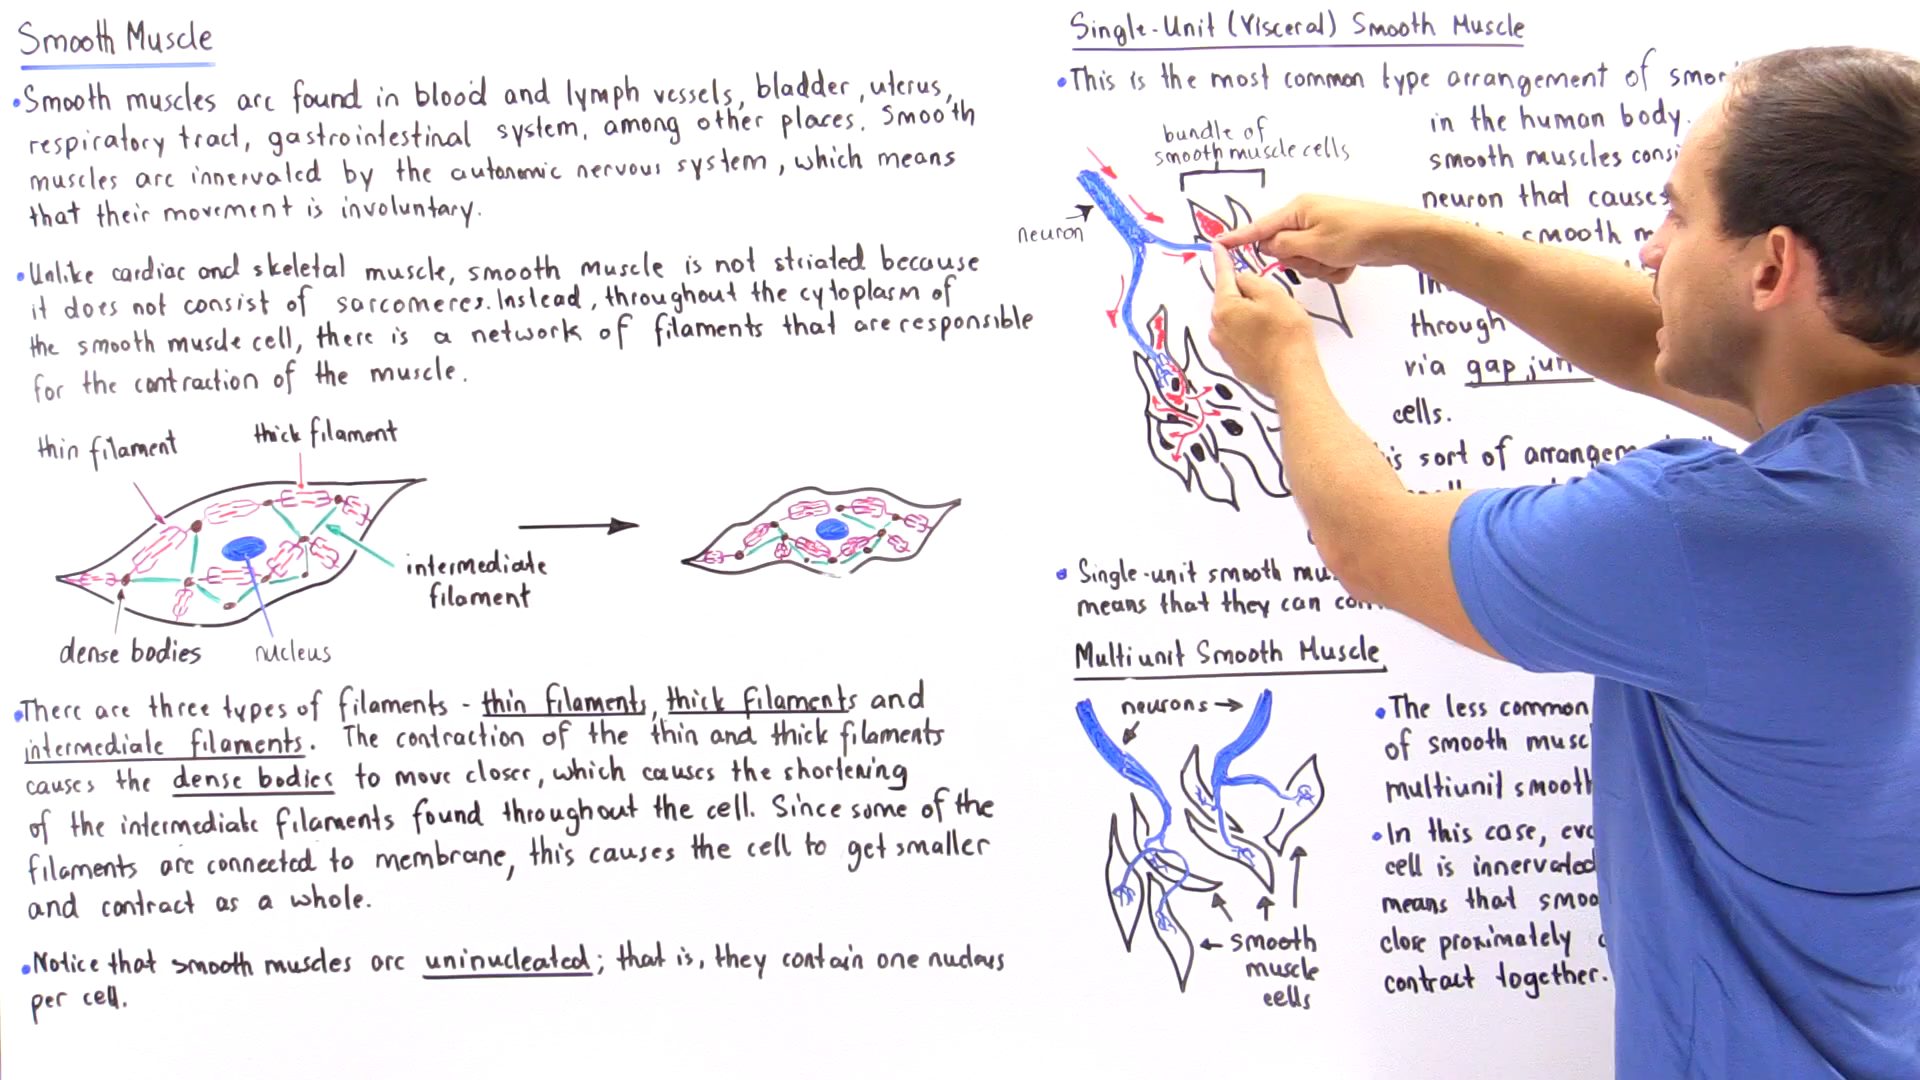 Smooth Muscle
•Smooth muscles are found in blood and lymph vessels, bladder, uterus,
respiratory tract, gastrointestinal system, among other places. Smooth
muscles are innervated by the autonomic nervous system, which means
that their movement is involuntary.
•Unlike cardiac and skeletal muscle, smooth muscle is not striated because
it does not consist of sarcomeres. Instead, throughout the cytoplasm of
the smooth muscle cell, there is a network of filaments that are responsible
for the contraction of the muscle.
thin filament
thick filament
intermediate
filament
dense bodies
nucleus
•There are three types of filaments - thin filaments, thick filaments and
intermediate filaments. The contraction of the thin and thick filaments
causes the dense bodies to move closer, which causes the shortening
of the intermediate filaments found throughout the cell. Since some of the
filaments are connected to membrane, this causes the cell to get smaller
and contract as a whole.
•Notice that smooth muscles are uninucleated; that is, they contain one nucleus
per cell.
Single-Unit (Visceral) Smooth Muscle
•This is the most common type arrangement of
in the human body.
smooth muscles
neuron that causes
smooth
through
via gap
cells.
sort of
bundle of
smooth muscle cells
neuron
•Single-unit smooth
means that they can
Multiunit Smooth Muscle
neurons
smooth
muscle
cells
•The less common
of smooth
multiunit smooth
•In this case,
cell is innervated
means that
close proximately
contract together.